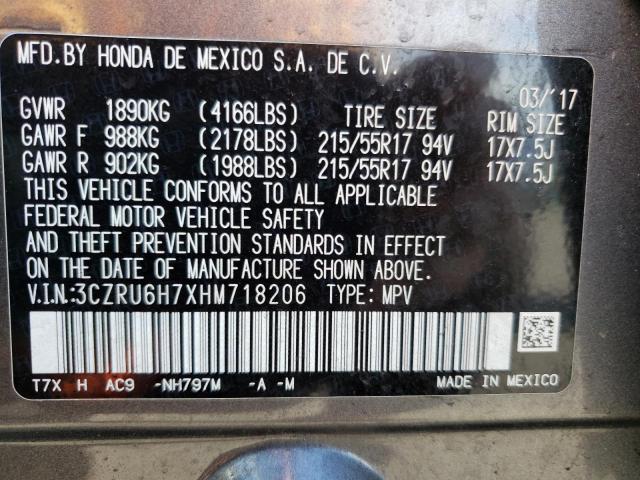 MFD.BY HONDA DE MEXICO S.A. DE C.V.
03/'17
GVWR 1890KG (4166LBS) TIRE SIZE RIM SIZE
GAWR F 988KG (2178LBS) 215/55R17 94V 17X7.5J
GAWR R 902KG (1988LBS) 215/55R17 94V 17X7.5J
THIS VEHICLE CONFORMS TO ALL APPLICABLE
FEDERAL MOTOR VEHICLE SAFETY
AND THEFT PREVENTION STANDARDS IN EFFECT
ON THE DATE OF MANUFACTURE SHOWN ABOVE.
V.I.N.:3CZRU6H7XHM718206 TYPE: MPV
T7X H AC9 -NH797M -A -M MADE IN MEXICO